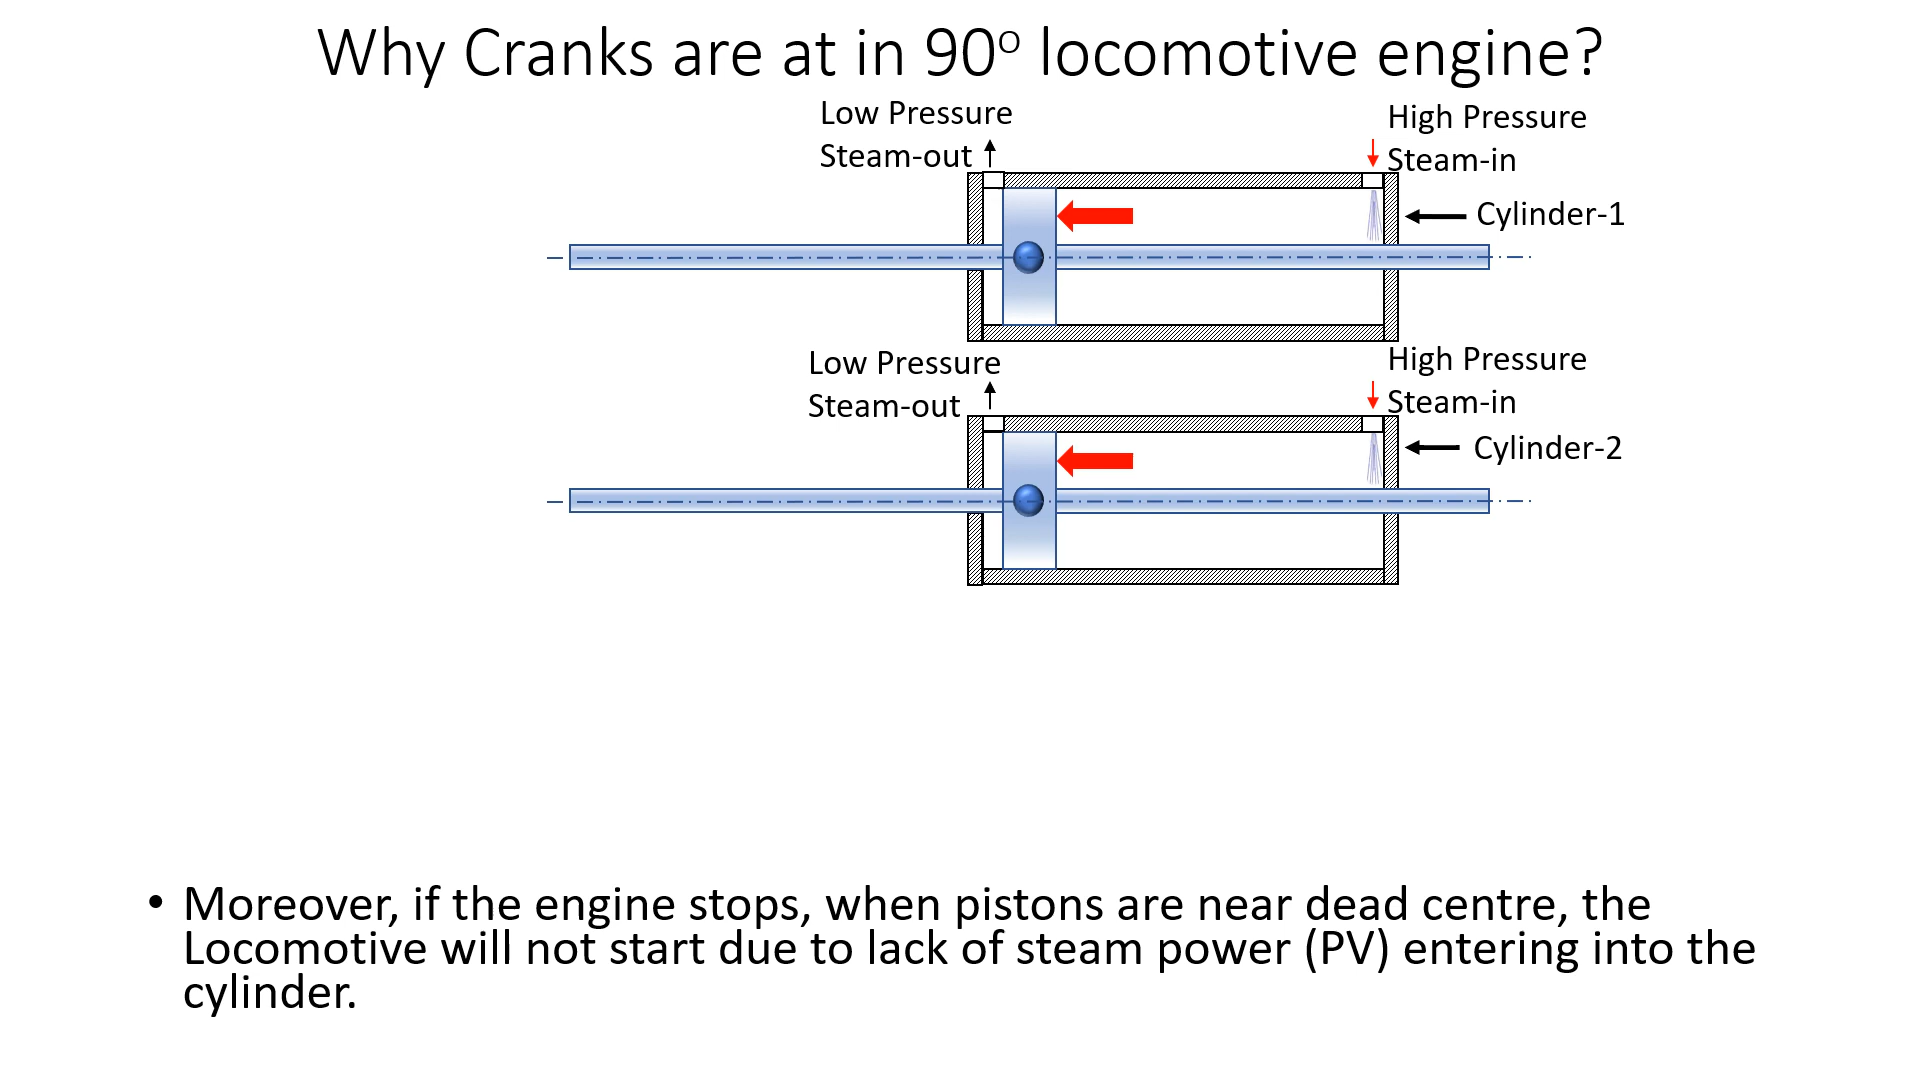 Why Cranks are at in 90ᴼ locomotive engine?
Low Pressure
Steam-out
High Pressure
Steam-in
Cylinder-1
Low Pressure
Steam-out
High Pressure
Steam-in
Cylinder-2
• Moreover, if the engine stops, when pistons are near dead centre, the
Locomotive will not start due to lack of steam power (PV) entering into the
cylinder.